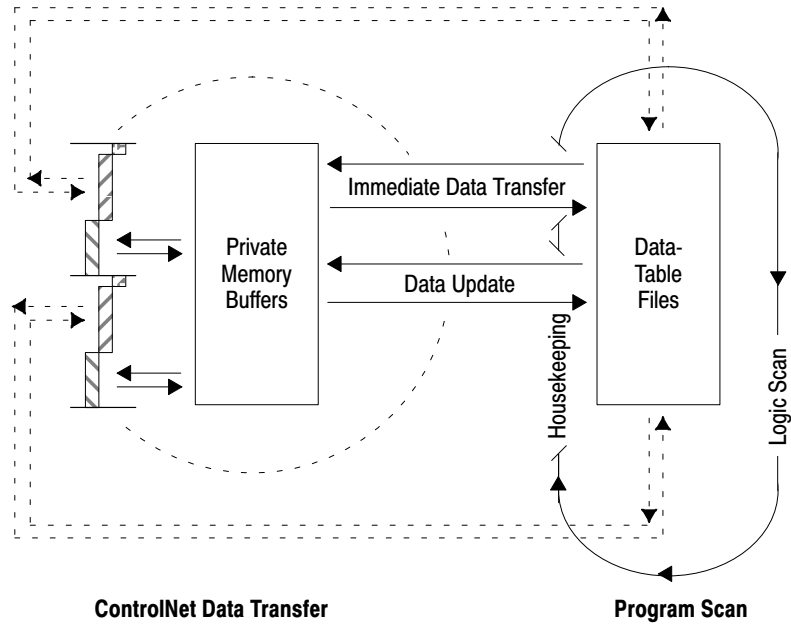 Immediate Data Transfer
Private
Memory
Buffers
Data-
Table
Files
Data Update
Housekeeping
Logic Scan
ControlNet Data Transfer
Program Scan